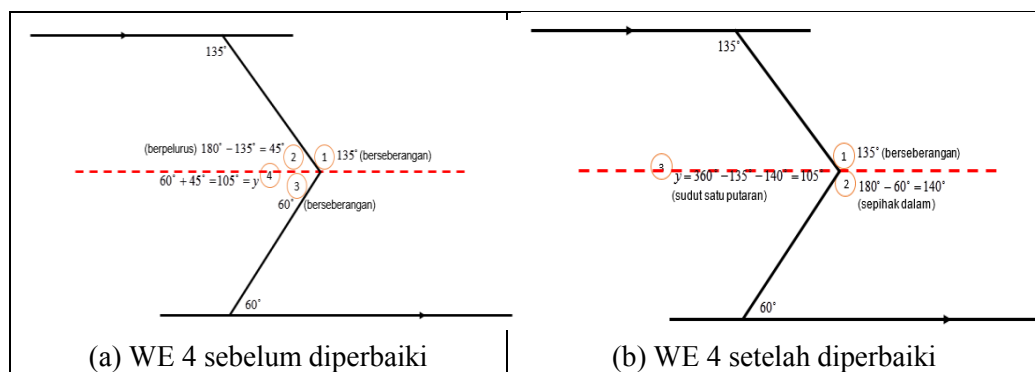 135°
(berpelurus) 180° − 135° = 45°
2
1
135° (berseberangan)
60° + 45° = 105° = y
4
3
60° (berseberangan)
60°
(a) WE 4 sebelum diperbaiki
135°
1
135° (berseberangan)
3
y = 360° − 135° − 140° = 105°
(sudut satu putaran)
2
180° − 60° = 140°
(sepihak dalam)
60°
(b) WE 4 setelah diperbaiki